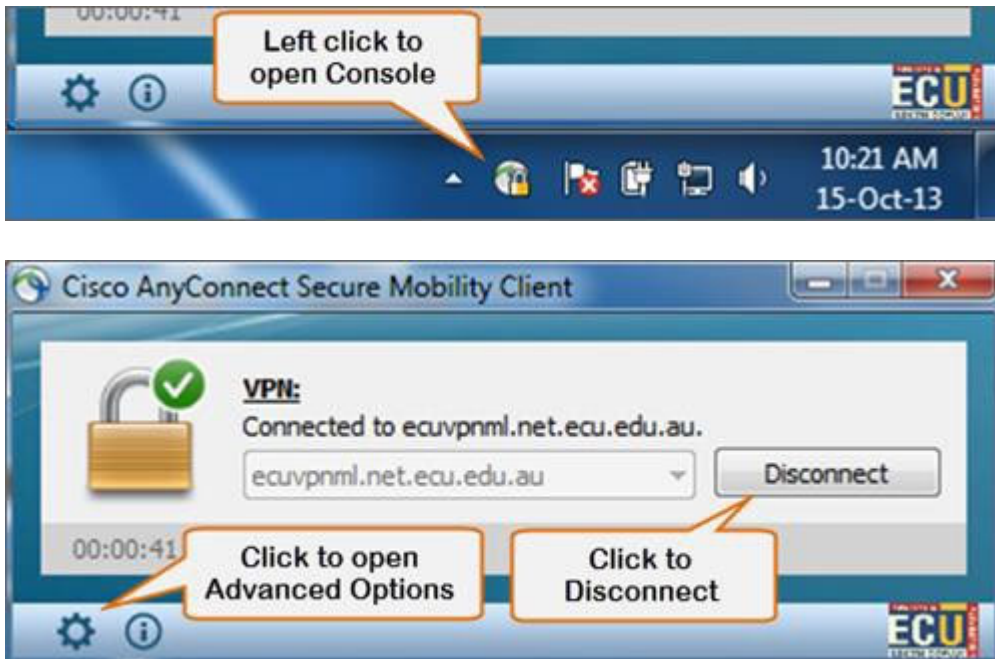 00:00:41
Left click to
open Console
ECU
10:21 AM
15-Oct-13
Cisco AnyConnect Secure Mobility Client
VPN:
Connected to ecuvpnml.net.ecu.edu.au.
ecuvpnml.net.ecu.edu.au
Disconnect
00:00:41
Click to open
Advanced Options
Click to
Disconnect
ECU